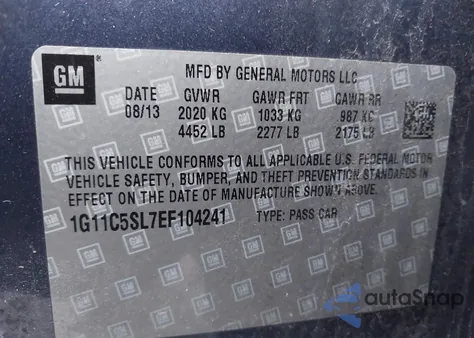 GM
MFD BY GENERAL MOTORS LLC
DATE GVWR GAWR FRT GAWR RR
08/13 2020 KG 1033 KG 987 KG
4452 LB 2277 LB 2175 LB
THIS VEHICLE CONFORMS TO ALL APPLICABLE U.S. FEDERAL MOTOR
VEHICLE SAFETY, BUMPER, AND THEFT PREVENTION STANDARDS IN
EFFECT ON THE DATE OF MANUFACTURE SHOWN ABOVE.
1G11C5SL7EF104241 TYPE: PASS CAR
autoSnap